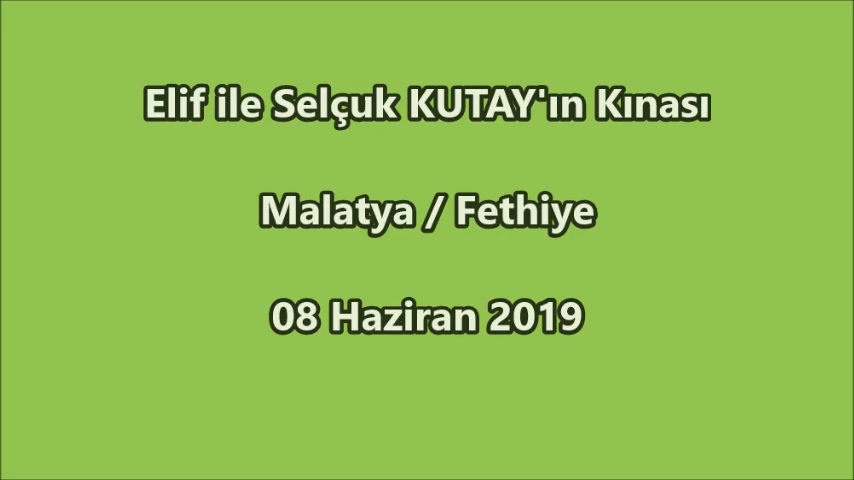 Elif ile Selçuk KUTAY'ın Kınası
Malatya / Fethiye
08 Haziran 2019